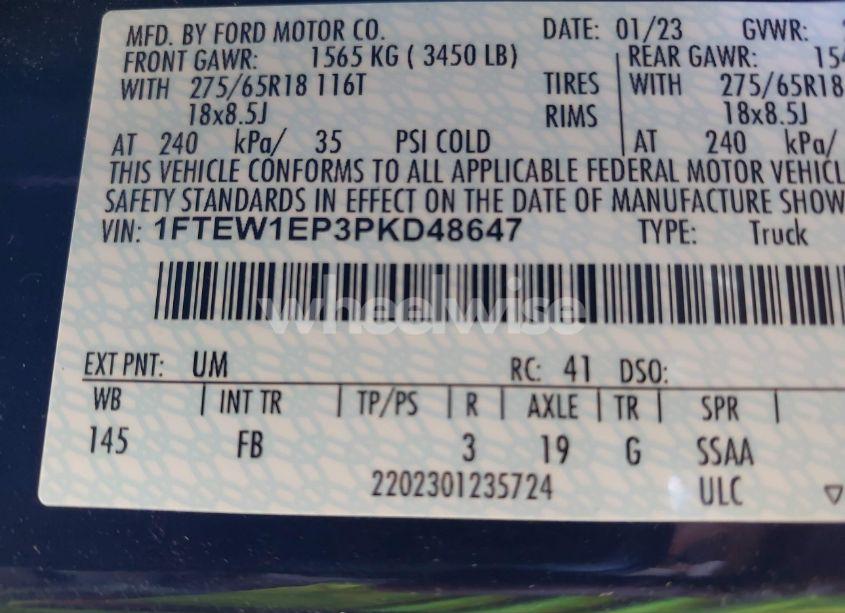 MFD. BY FORD MOTOR CO. DATE: 01/23 GVWR:
FRONT GAWR: 1565 KG ( 3450 LB) REAR GAWR: 154
WITH 275/65R18 116T TIRES WITH 275/65R18
18x8.5J RIMS 18x8.5J
AT 240 kPa/ 35 PSI COLD AT 240 kPa/
THIS VEHICLE CONFORMS TO ALL APPLICABLE FEDERAL MOTOR VEHICL
SAFETY STANDARDS IN EFFECT ON THE DATE OF MANUFACTURE SHOW
VIN: 1FTEW1EP3PKD48647 TYPE: Truck
wheelwise
EXT PNT: UM RC: 41 DSO:
WB | INT TR | TP/PS | R | AXLE | TR | SPR |
145 FB 3 19 G SSAA
2202301235724 ULC